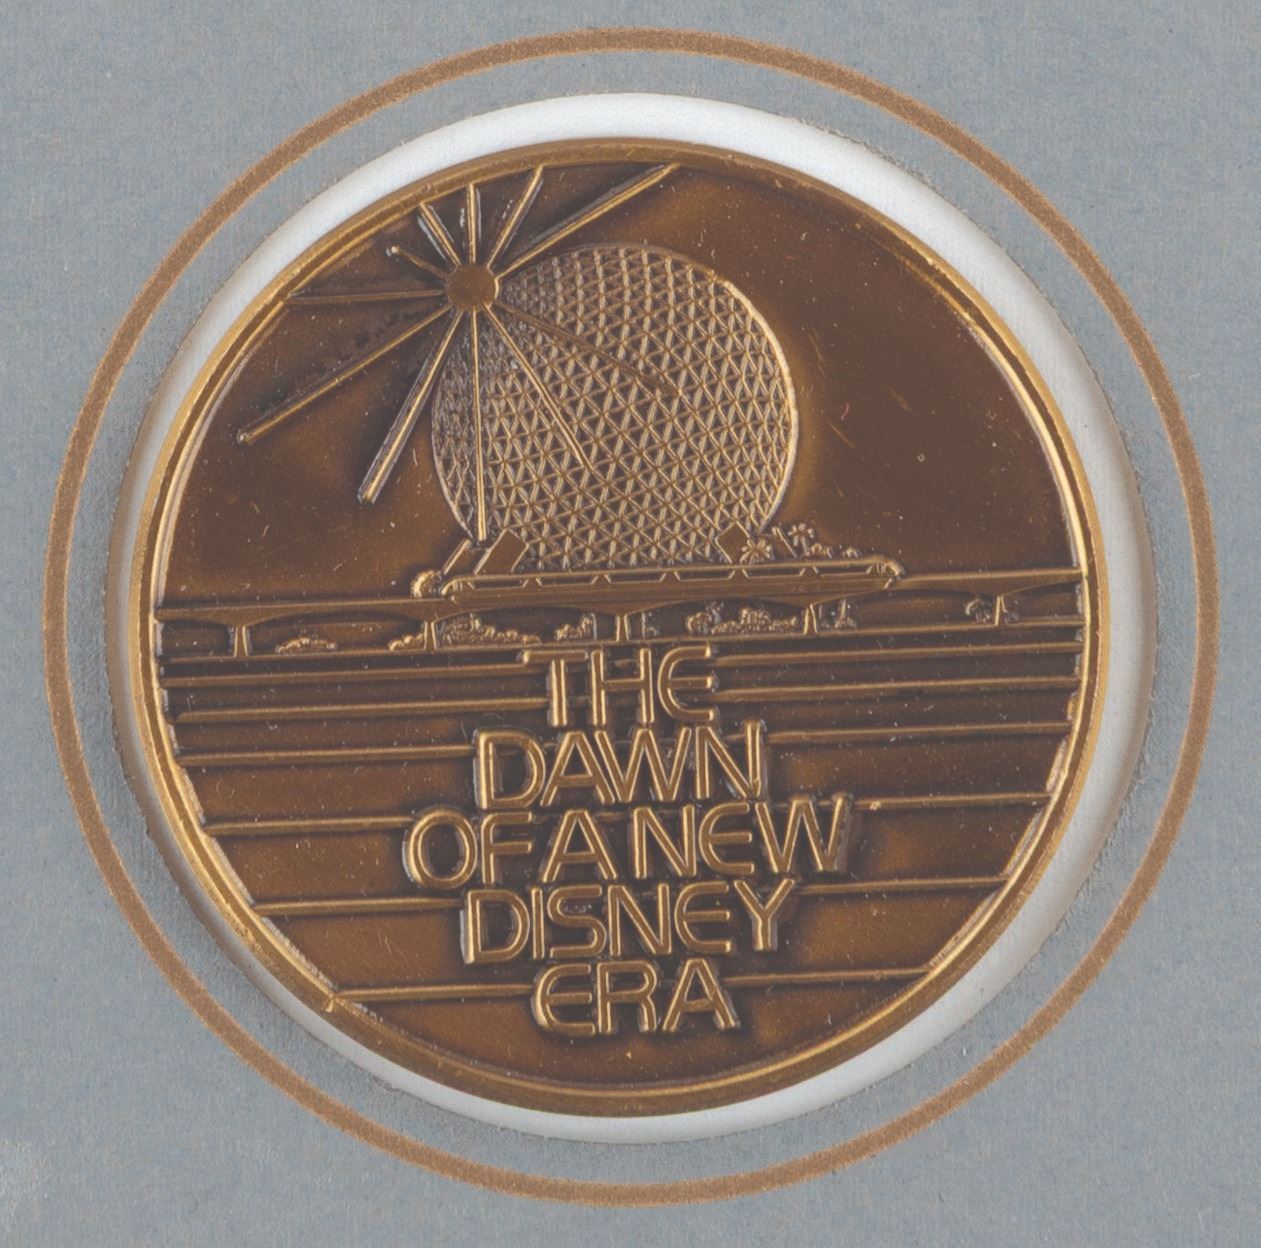 THE
DAWN
OF A NEW
DISNEY
ERA